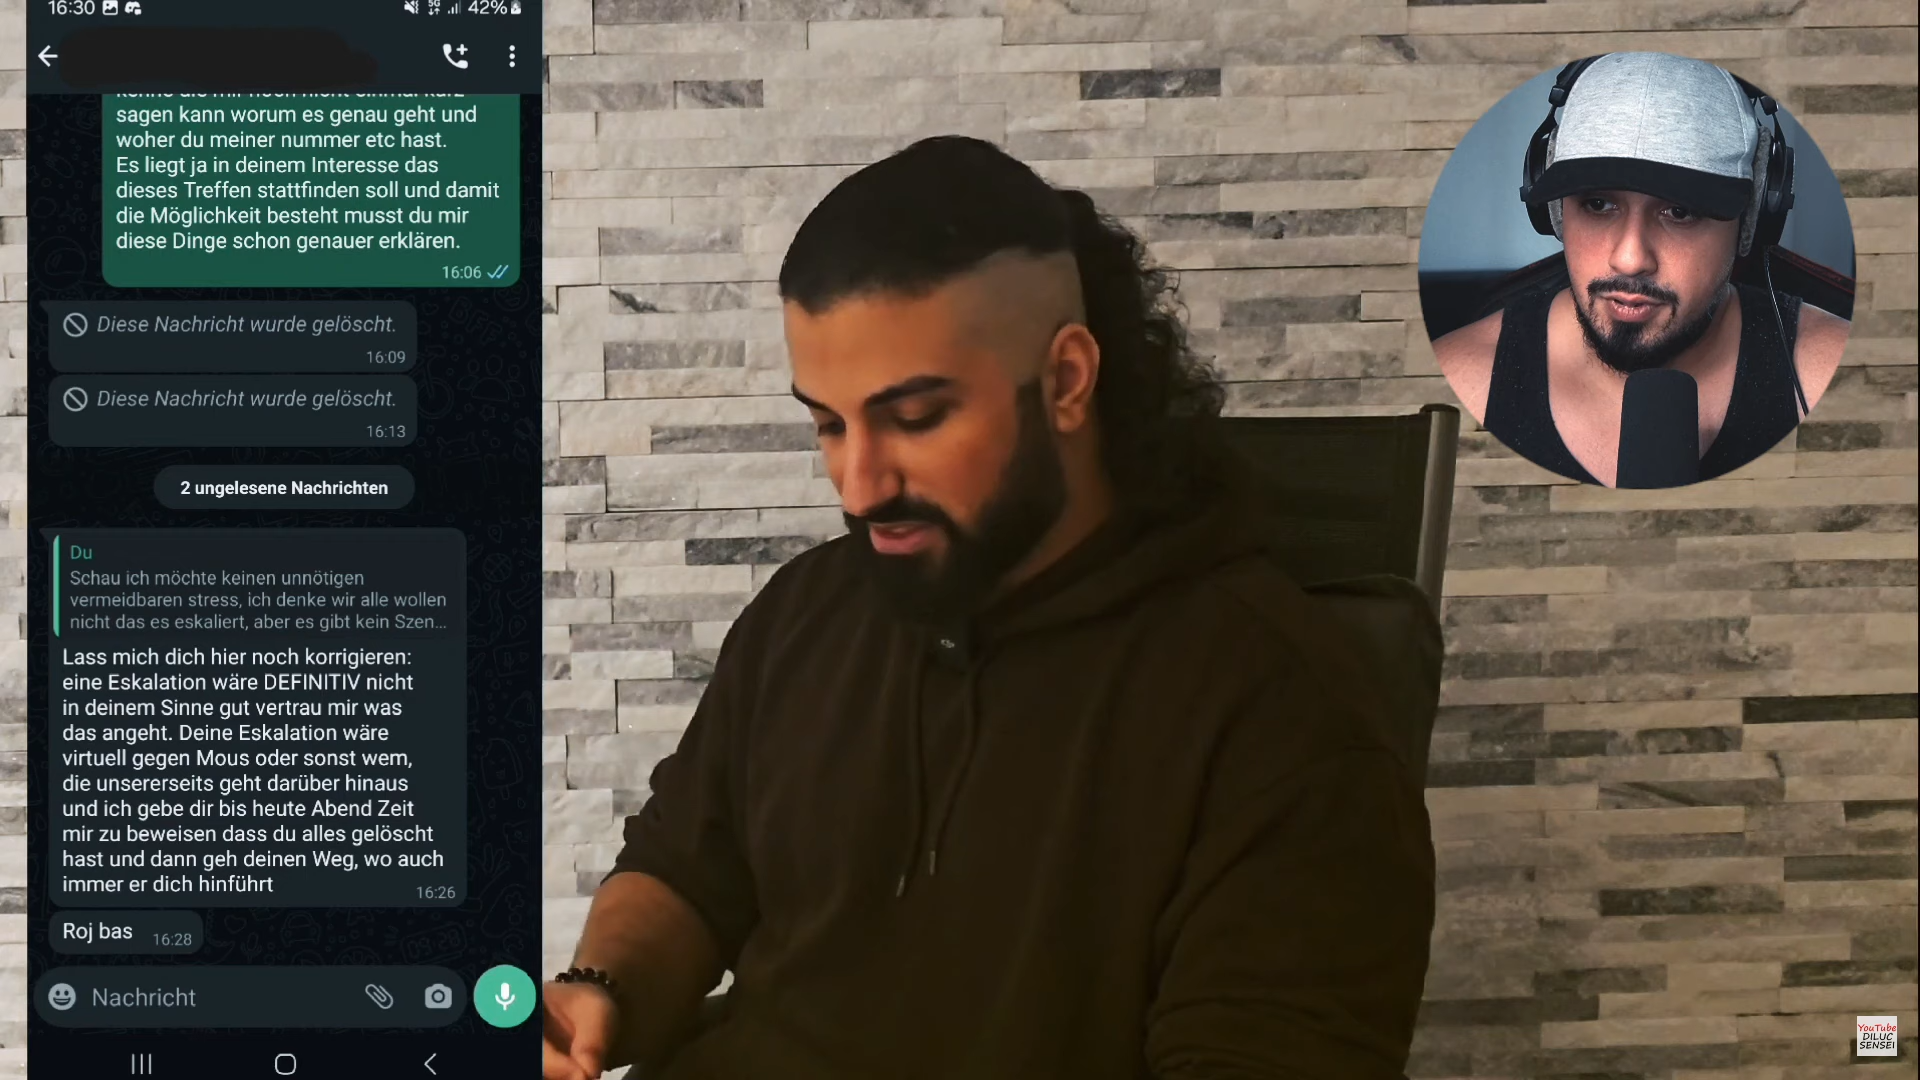 16:30
5G
42%
sagen kann worum es genau geht und
woher du meiner nummer etc hast.
Es liegt ja in deinem Interesse das
dieses Treffen stattfinden soll und damit
die Möglichkeit besteht musst du mir
diese Dinge schon genauer erklären.
16:06
Diese Nachricht wurde gelöscht.
16:09
Diese Nachricht wurde gelöscht.
16:13
2 ungelesene Nachrichten
Du
Schau ich möchte keinen unnötigen
vermeidbaren stress, ich denke wir alle wollen
nicht das es eskaliert, aber es gibt kein Szen...
Lass mich dich hier noch korrigieren:
eine Eskalation wäre DEFINITIV nicht
in deinem Sinne gut vertrau mir was
das angeht. Deine Eskalation wäre
virtuell gegen Mous oder sonst wem,
die unsererseits geht darüber hinaus
und ich gebe dir bis heute Abend Zeit
mir zu beweisen dass du alles gelöscht
hast und dann geh deinen Weg, wo auch
immer er dich hinführt
16:26
Roj bas
16:28
Nachricht
YouTube
DILUC
SENSEI